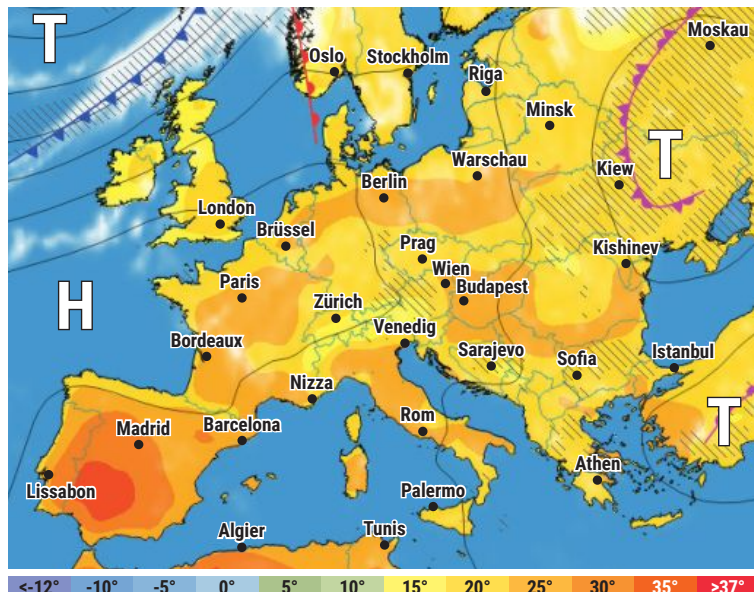 T
Moskau
Oslo
Stockholm
Riga
Minsk
T
Warschau
Kiew
Berlin
London
Brüssel
Prag
Kishinev
Wien
Paris
Budapest
H
Zürich
Venedig
Bordeaux
Sarajevo
Sofia
Istanbul
Nizza
T
Rom
Madrid
Barcelona
Athen
Lissabon
Palermo
Algier
Tunis
<-12° -10° -5° 0° 5° 10° 15° 20° 25° 30° 35° >37°